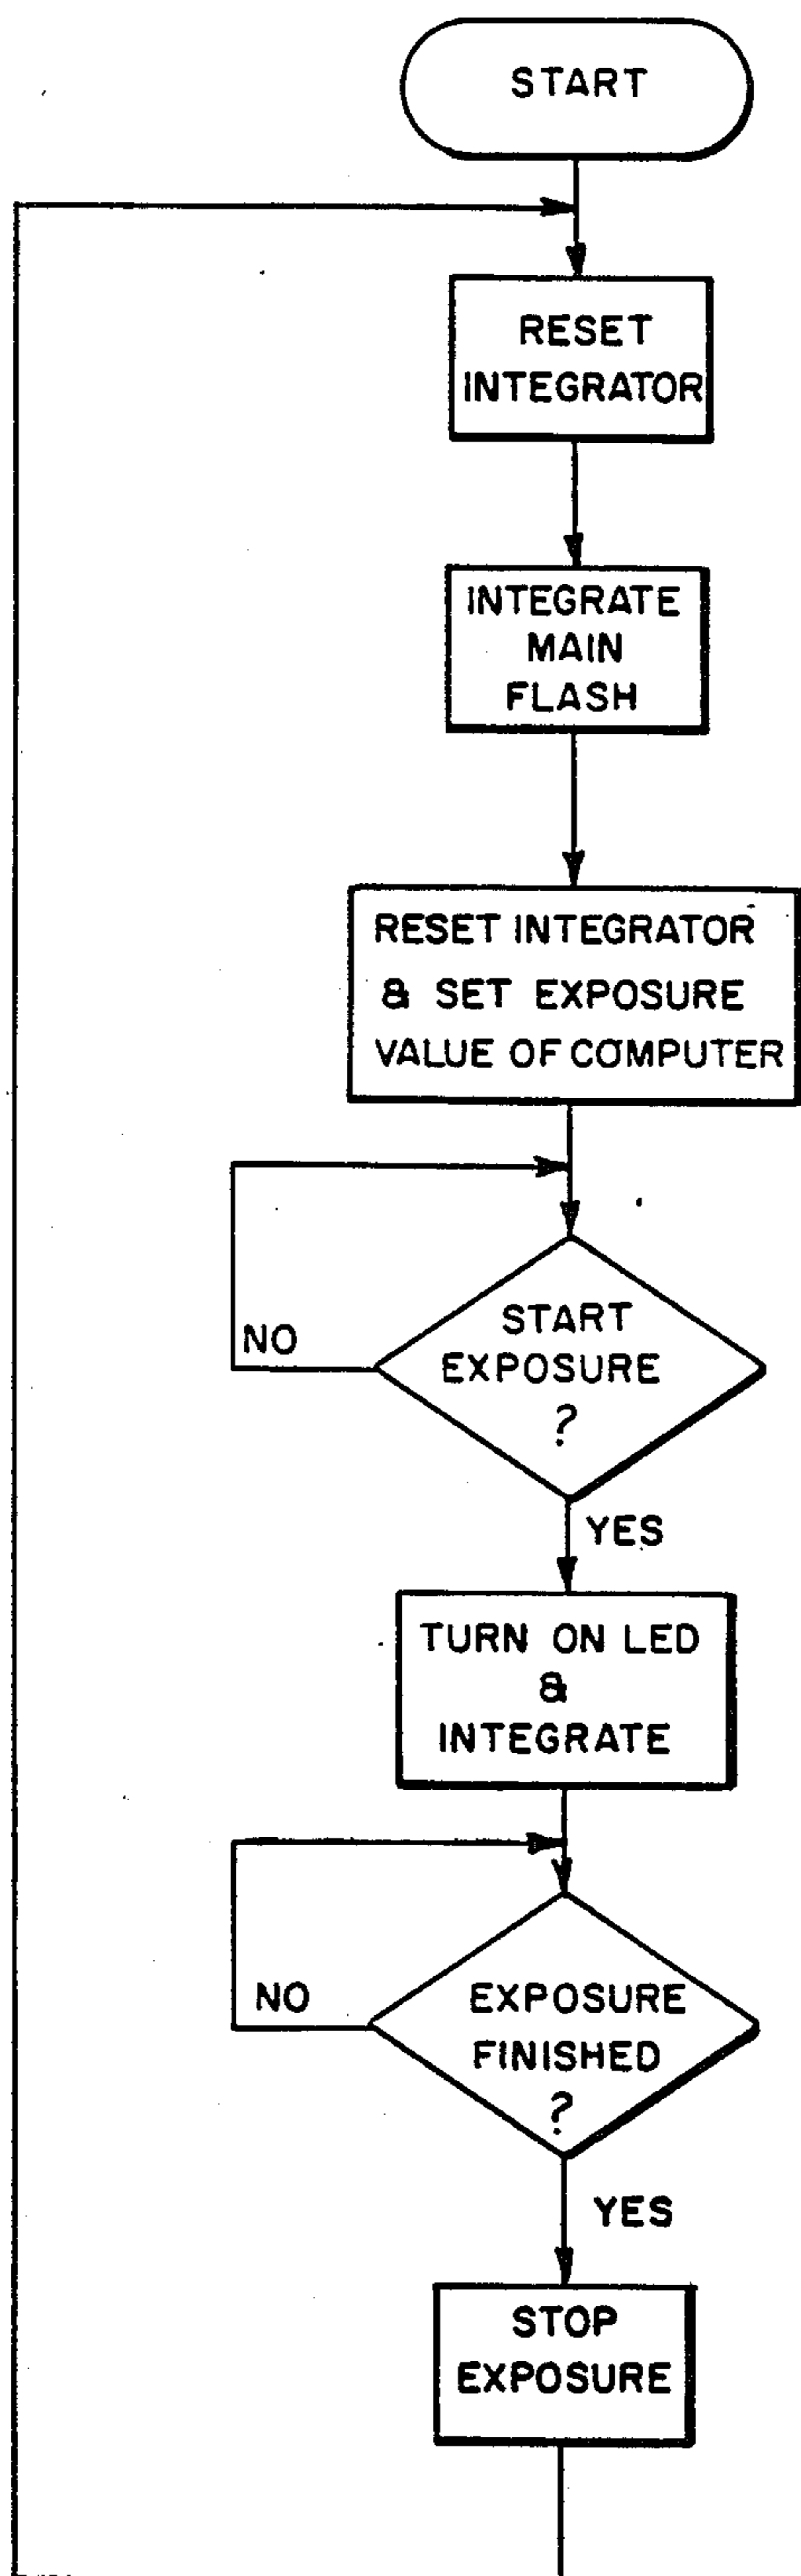 START
RESET
INTEGRATOR
INTEGRATE
MAIN
FLASH
RESET INTEGRATOR
& SET EXPOSURE
VALUE OF COMPUTER
START
EXPOSURE
?
NO
YES
TURN ON LED
&
INTEGRATE
EXPOSURE
FINISHED
?
NO
YES
STOP
EXPOSURE